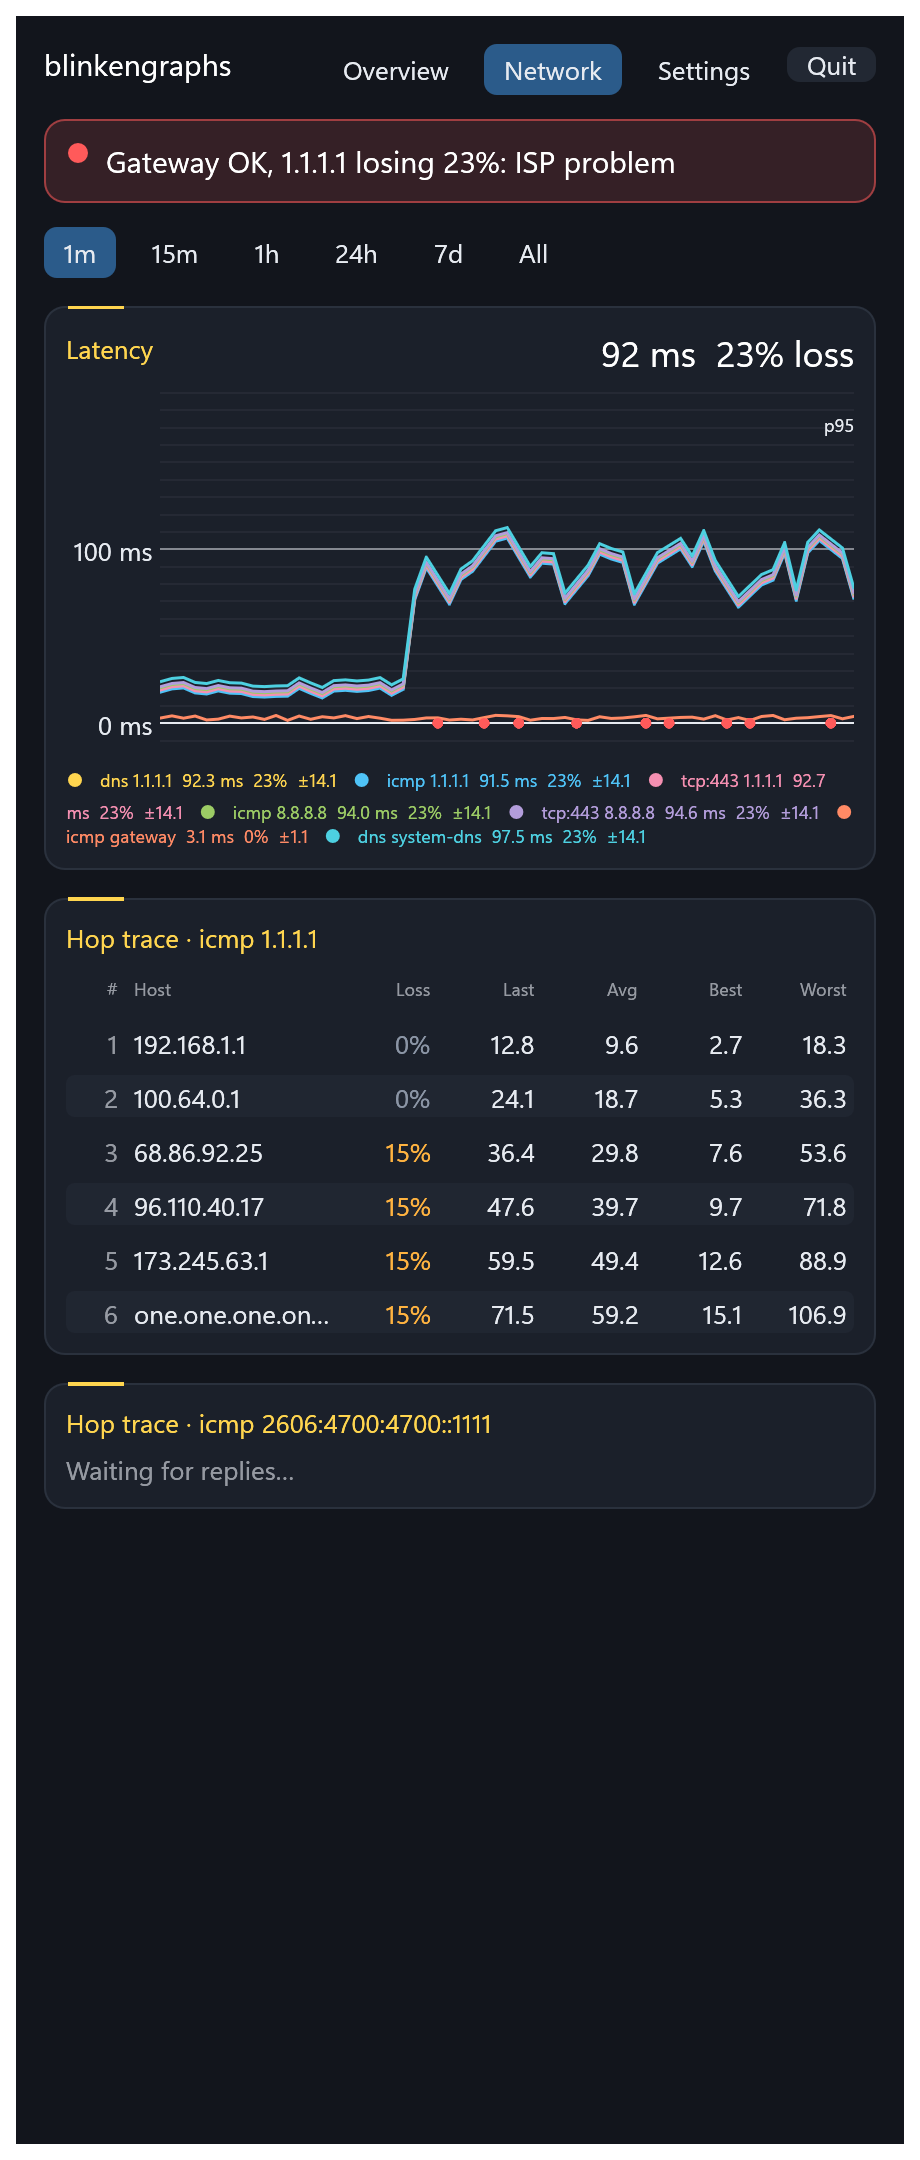 blinkengraphs Overview Network Settings Quit
Gateway OK, 1.1.1.1 losing 23%: ISP problem
1m 15m 1h 24h 7d All
Latency 92 ms 23% loss
p95
100 ms
0 ms
dns 1.1.1.1 92.3 ms 23% ±14.1 icmp 1.1.1.1 91.5 ms 23% ±14.1 tcp:443 1.1.1.1 92.7
ms 23% ±14.1 icmp 8.8.8.8 94.0 ms 23% ±14.1 tcp:443 8.8.8.8 94.6 ms 23% ±14.1
icmp gateway 3.1 ms 0% ±1.1 dns system-dns 97.5 ms 23% ±14.1
Hop trace · icmp 1.1.1.1
# Host Loss Last Avg Best Worst
1 192.168.1.1 0% 12.8 9.6 2.7 18.3
2 100.64.0.1 0% 24.1 18.7 5.3 36.3
3 68.86.92.25 15% 36.4 29.8 7.6 53.6
4 96.110.40.17 15% 47.6 39.7 9.7 71.8
5 173.245.63.1 15% 59.5 49.4 12.6 88.9
6 one.one.one.on... 15% 71.5 59.2 15.1 106.9
Hop trace · icmp 2606:4700:4700::1111
Waiting for replies...